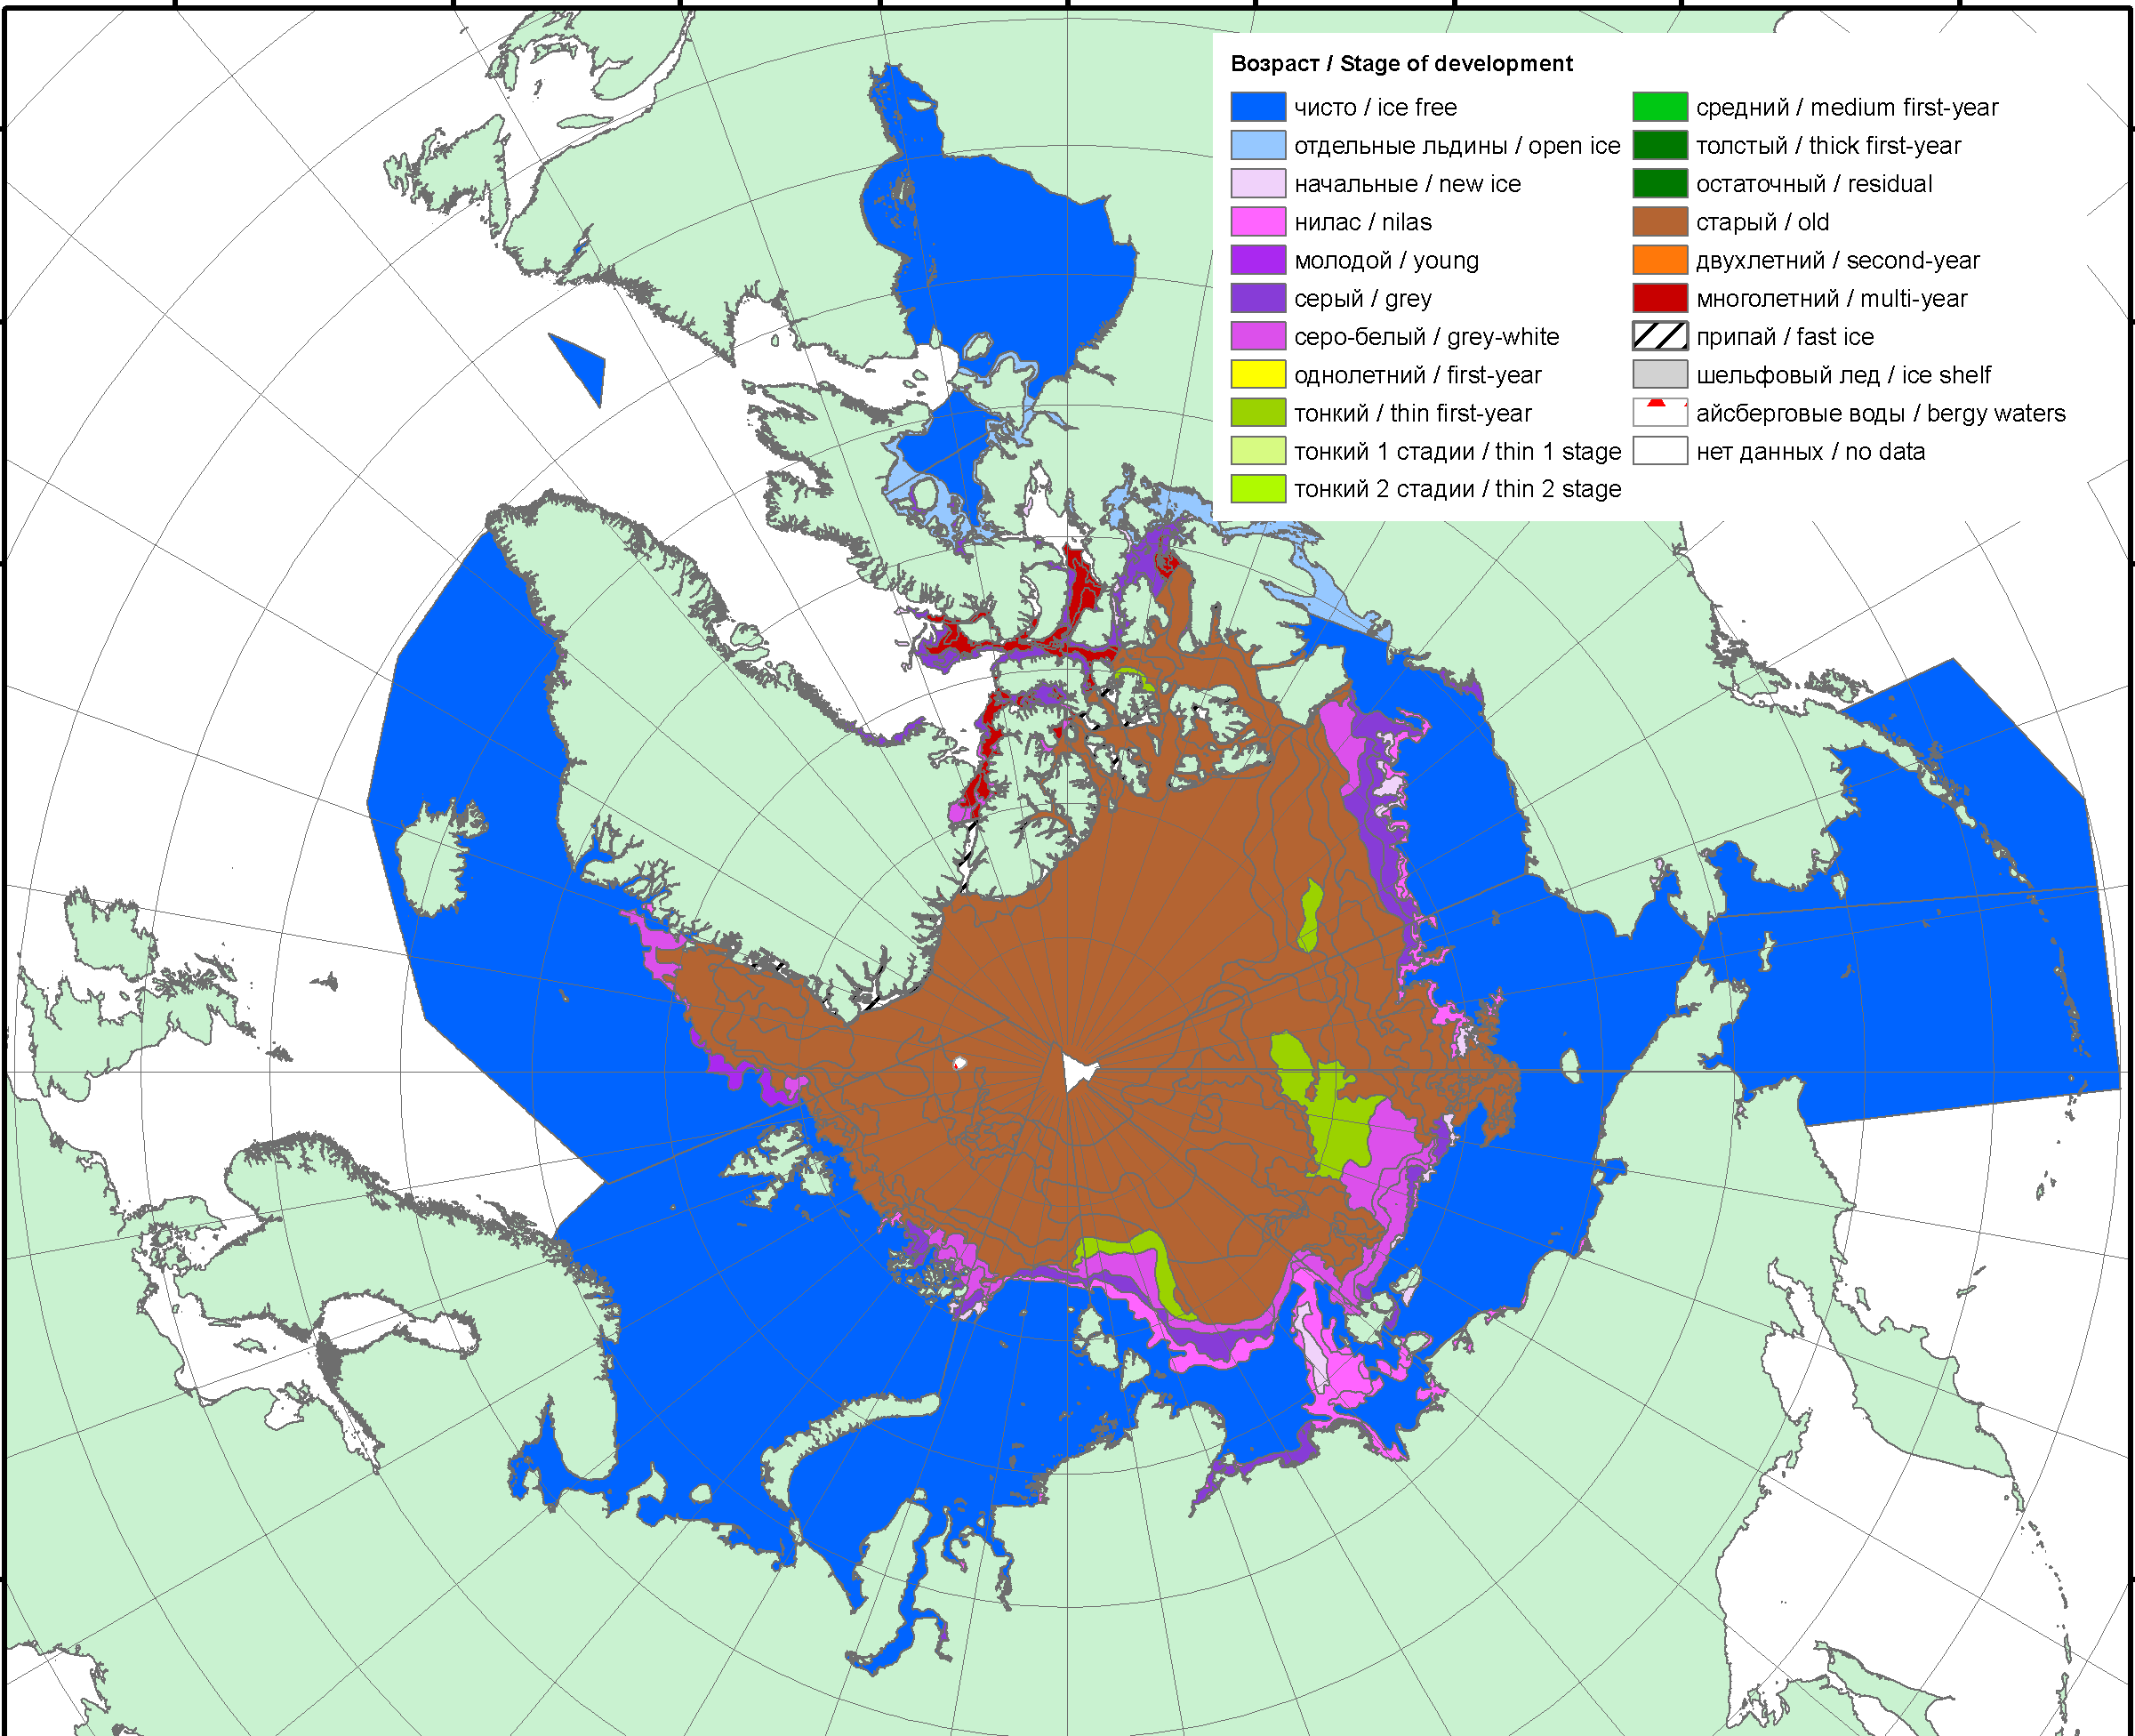 Возраст / Stage of development
чисто / ice free
отдельные льдины / open ice
начальные / new ice
нилас / nilas
молодой / young
серый / grey
серо-белый / grey-white
однолетний / first-year
тонкий / thin first-year
тонкий 1 стадии / thin 1 stage
тонкий 2 стадии / thin 2 stage
средний / medium first-year
толстый / thick first-year
остаточный / residual
старый / old
двухлетний / second-year
многолетний / multi-year
припай / fast ice
шельфовый лед / ice shelf
айсберговые воды / bergy waters
нет данных / no data